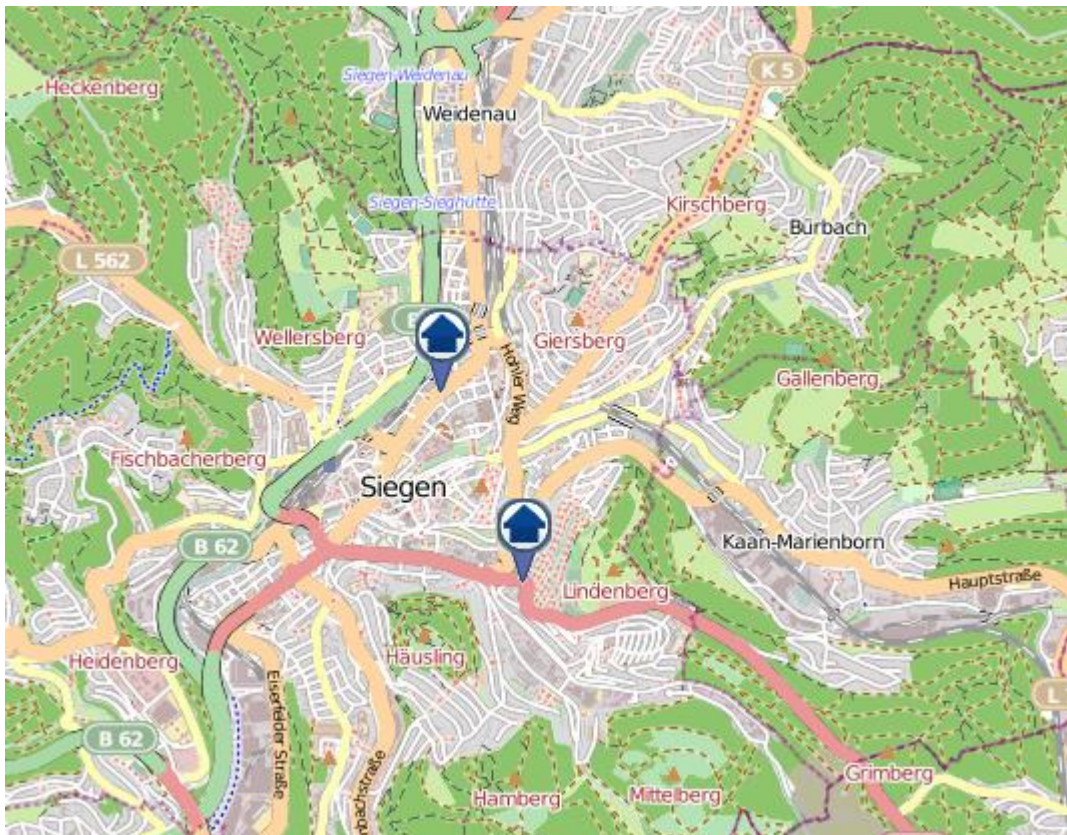 Siegen-Weidenau
K 5
Heckenberg
Weidenau
Siegen-Sieghütte
Kirschberg
Bürbach
L 562
Wellersberg
Giersberg
Hohler Weg
Gallenberg
Fischbacherberg
Siegen
B 62
Kaan-Marienborn
Hauptstraße
Lindenberg
Heidenberg
Häusling
Eiserfelder Straße
L
B 62
Grimberg
Hamberg
Mittelberg